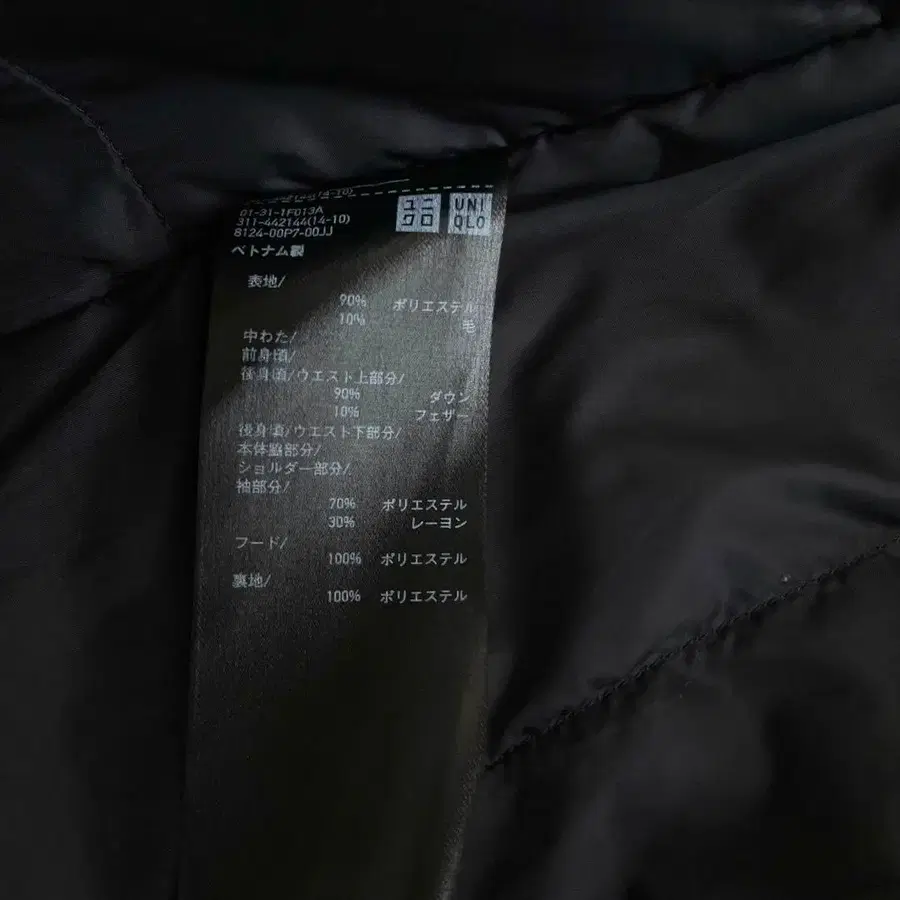 01-31-1F013A
311-442144(14-10)
8124-00P7-00JJ
ユニ
クロ
UNI
QLO
ベトナム製
表地/
90% ポリエステル
10% 毛
中わた/
前身頃/
後身頃/ウエスト上部分/
90% ダウン
10% フェザー
後身頃/ウエスト下部分/
本体脇部分/
ショルダー部分/
袖部分/
70% ポリエステル
30% レーヨン
フード/
100% ポリエステル
裏地/
100% ポリエステル